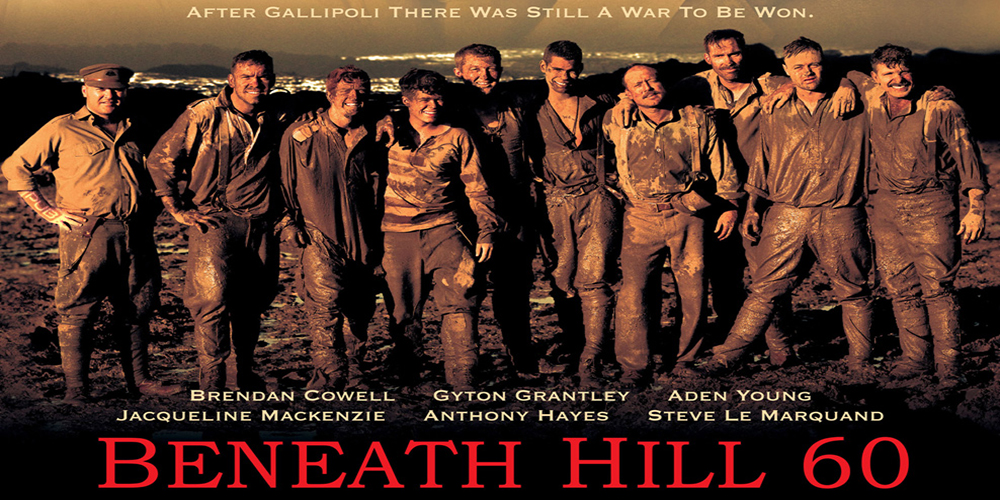 AFTER GALLIPOLI THERE WAS STILL A WAR TO BE WON.
BRENDAN COWELL GYTON GRANTLEY ADEN YOUNG
JACQUELINE MACKENZIE ANTHONY HAYES STEVE LE MARQUAND
BENEATH HILL 60